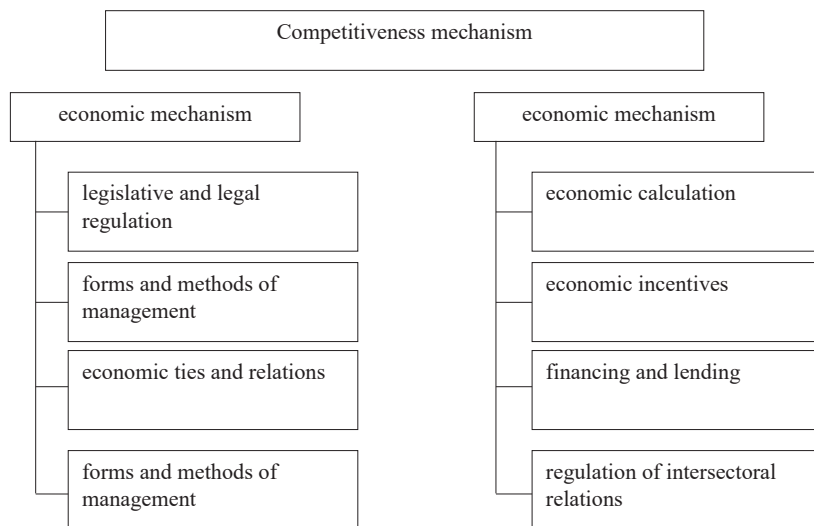 Competitiveness mechanism
economic mechanism
legislative and legal
regulation
forms and methods of
management
economic ties and relations
forms and methods of
management
economic mechanism
economic calculation
economic incentives
financing and lending
regulation of intersectoral
relations